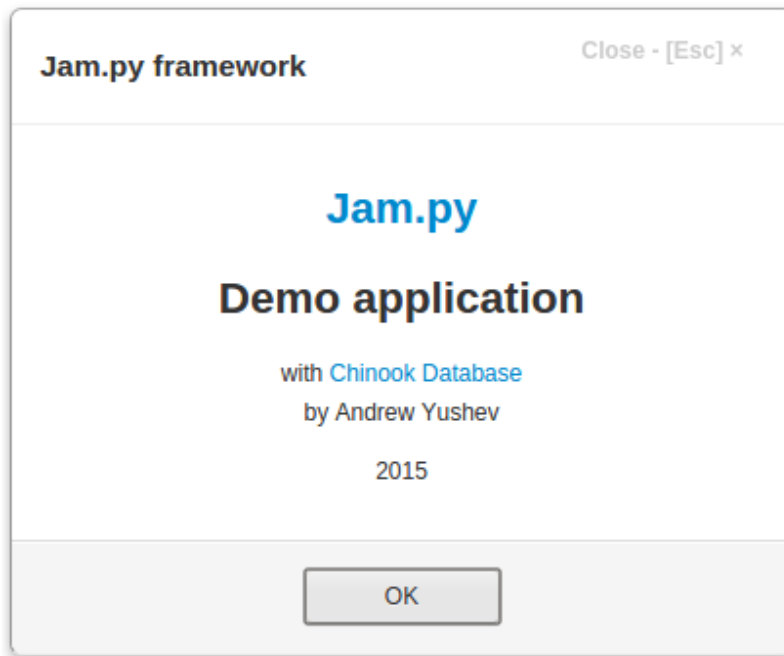 Jam.py framework
Close - [Esc] ×
Jam.py
Demo application
with Chinook Database
by Andrew Yushev
2015
OK